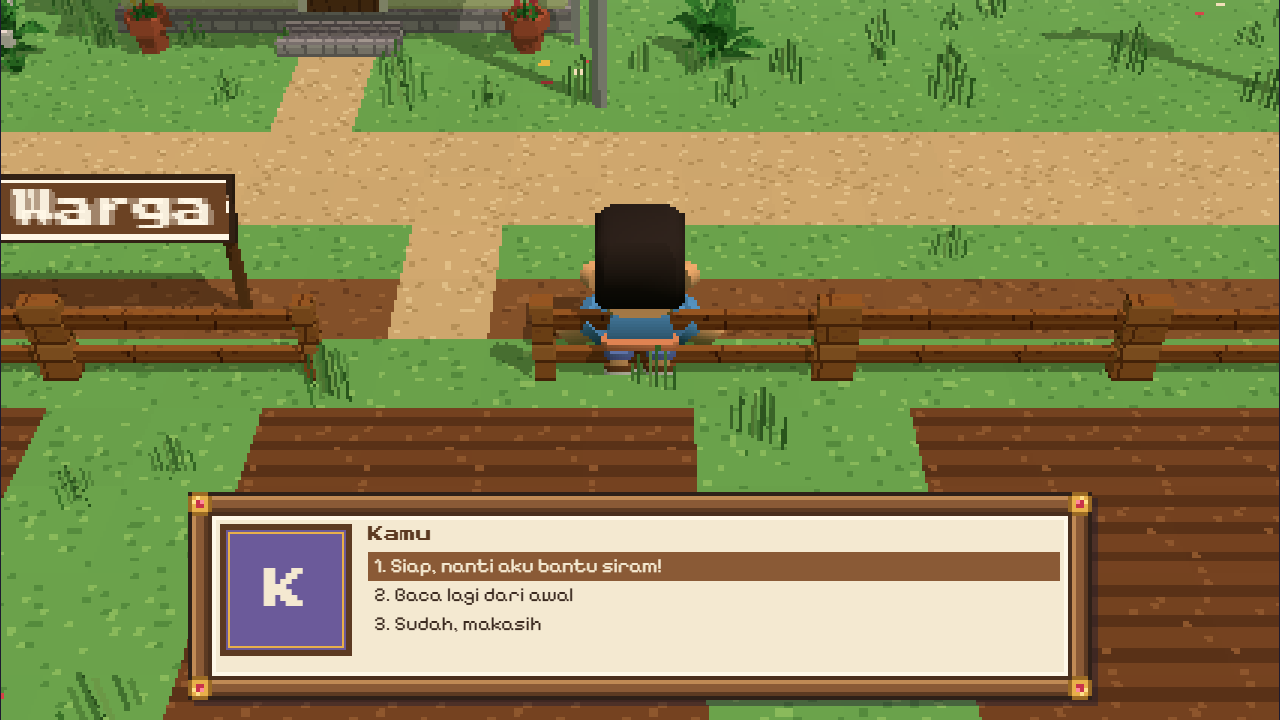 Warga
Kamu
K
1. Siap, nanti aku bantu siram!
2. Baca lagi dari awal
3. Sudah, makasih